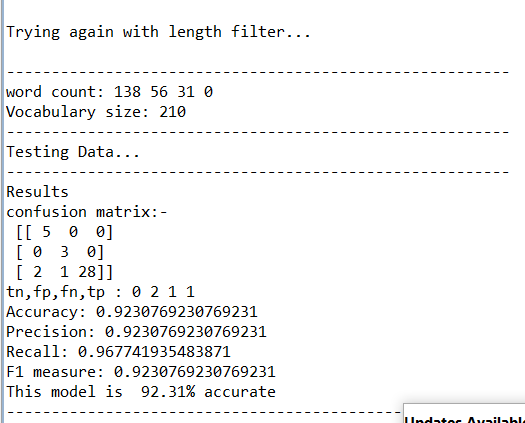 Trying again with length filter...
-------------------------------------------------------
word count: 138 56 31 0
Vocabulary size: 210
-------------------------------------------------------
Testing Data...
-------------------------------------------------------
Results
confusion matrix:-
[[ 5 0 0]
[ 0 3 0]
[ 2 1 28]]
tn,fp,fn,tp : 0 2 1 1
Accuracy: 0.9230769230769231
Precision: 0.9230769230769231
Recall: 0.967741935483871
F1 measure: 0.9230769230769231
This model is 92.31% accurate
-------------------------------------------
Updates